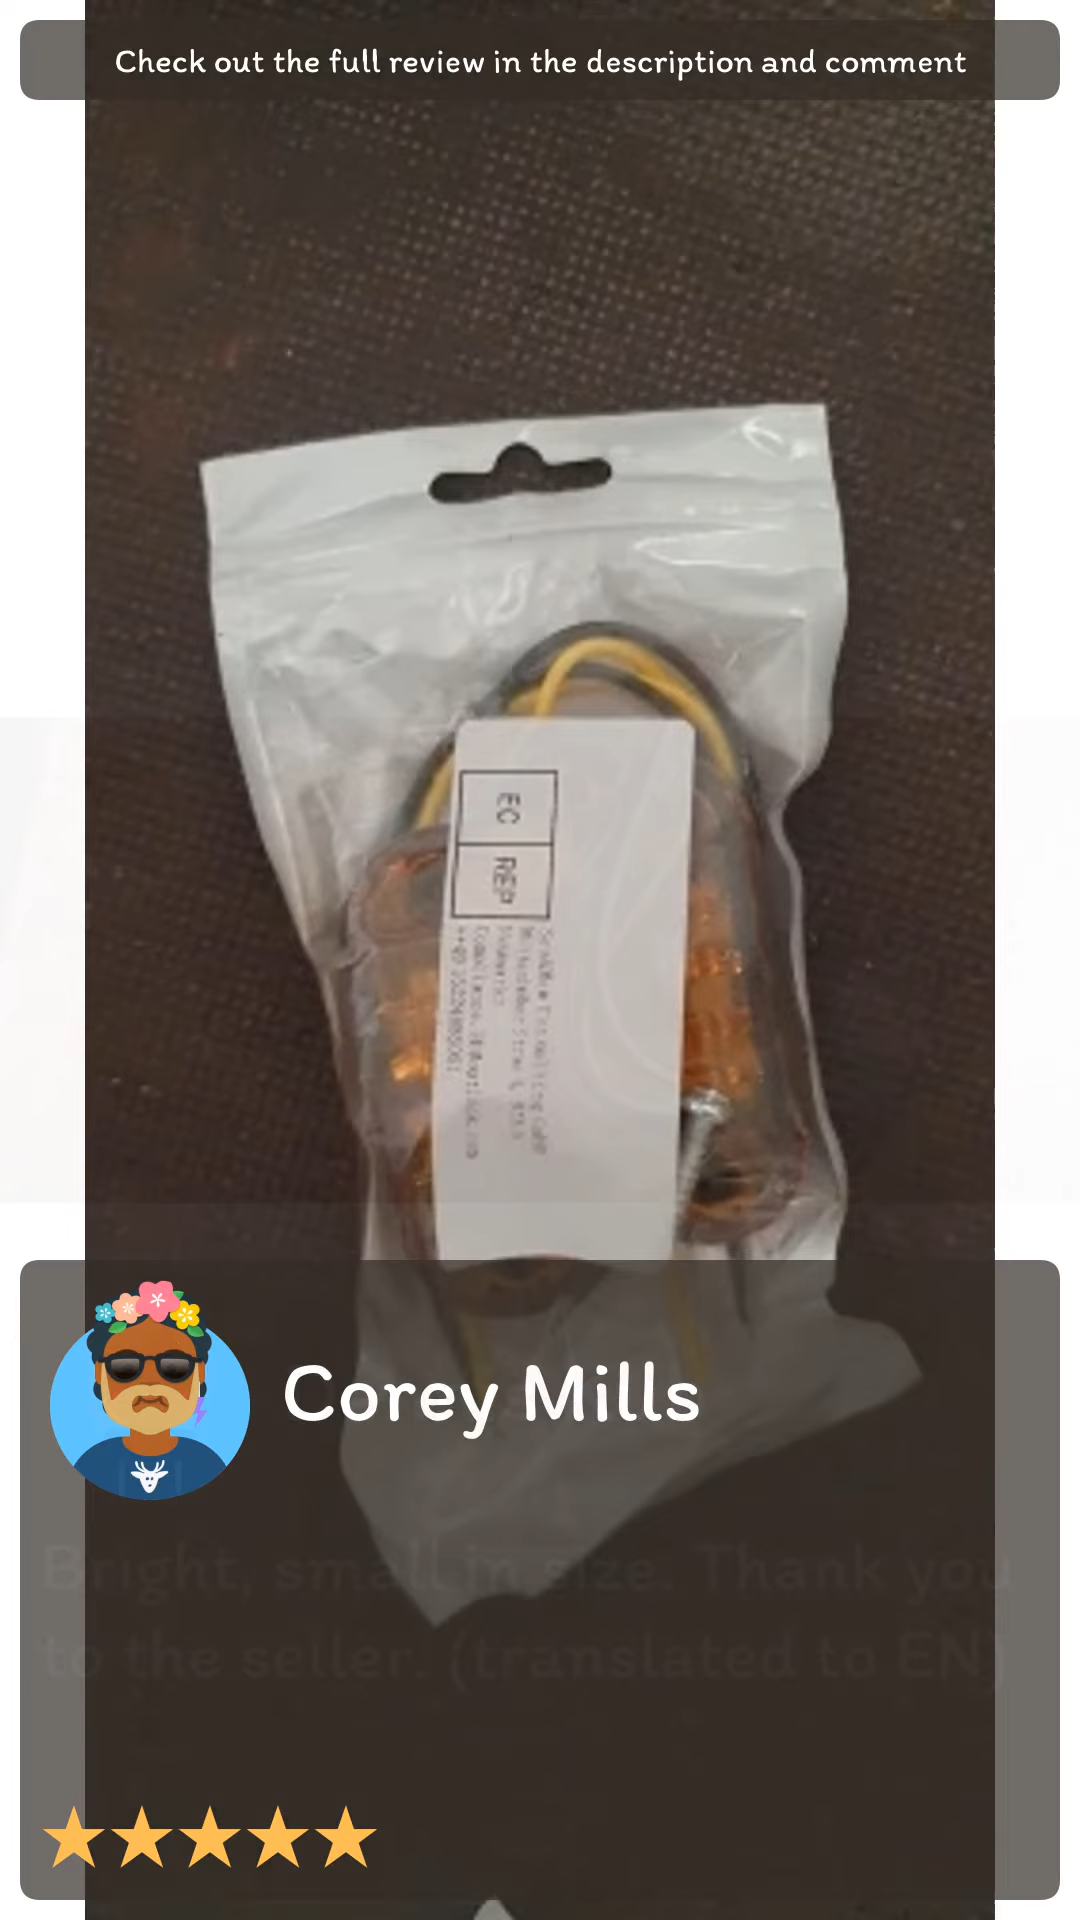 Check out the full review in the description and comment
EC
REP
Corey Mills
Bright, small in size. Thank you
to the seller. (translated to EN)